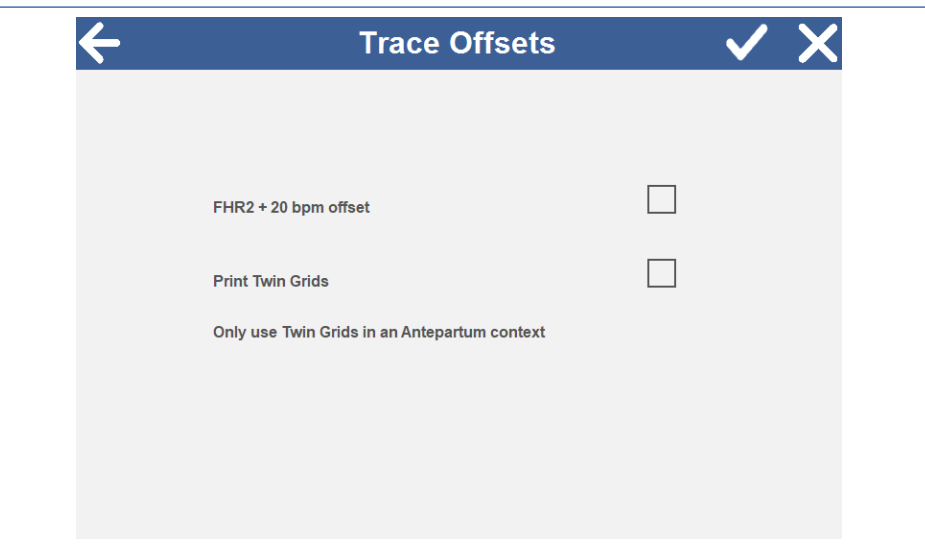 Trace Offsets
FHR2 + 20 bpm offset
Print Twin Grids
Only use Twin Grids in an Antepartum context